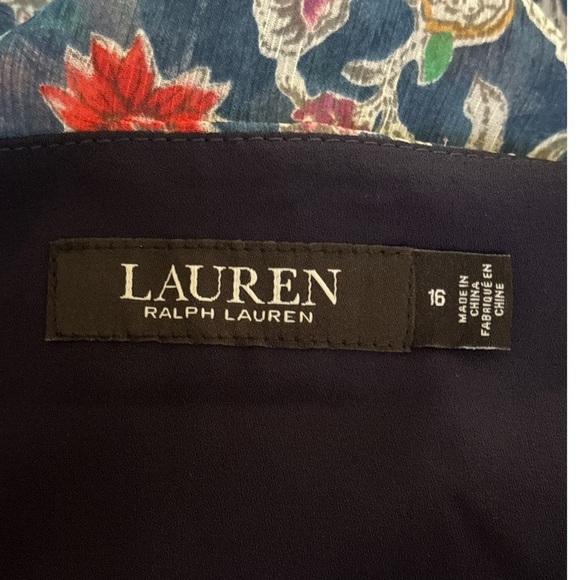 LAUREN
RALPH LAUREN
16
MADE IN
CHINA
FABRIQUÉ EN
CHINE